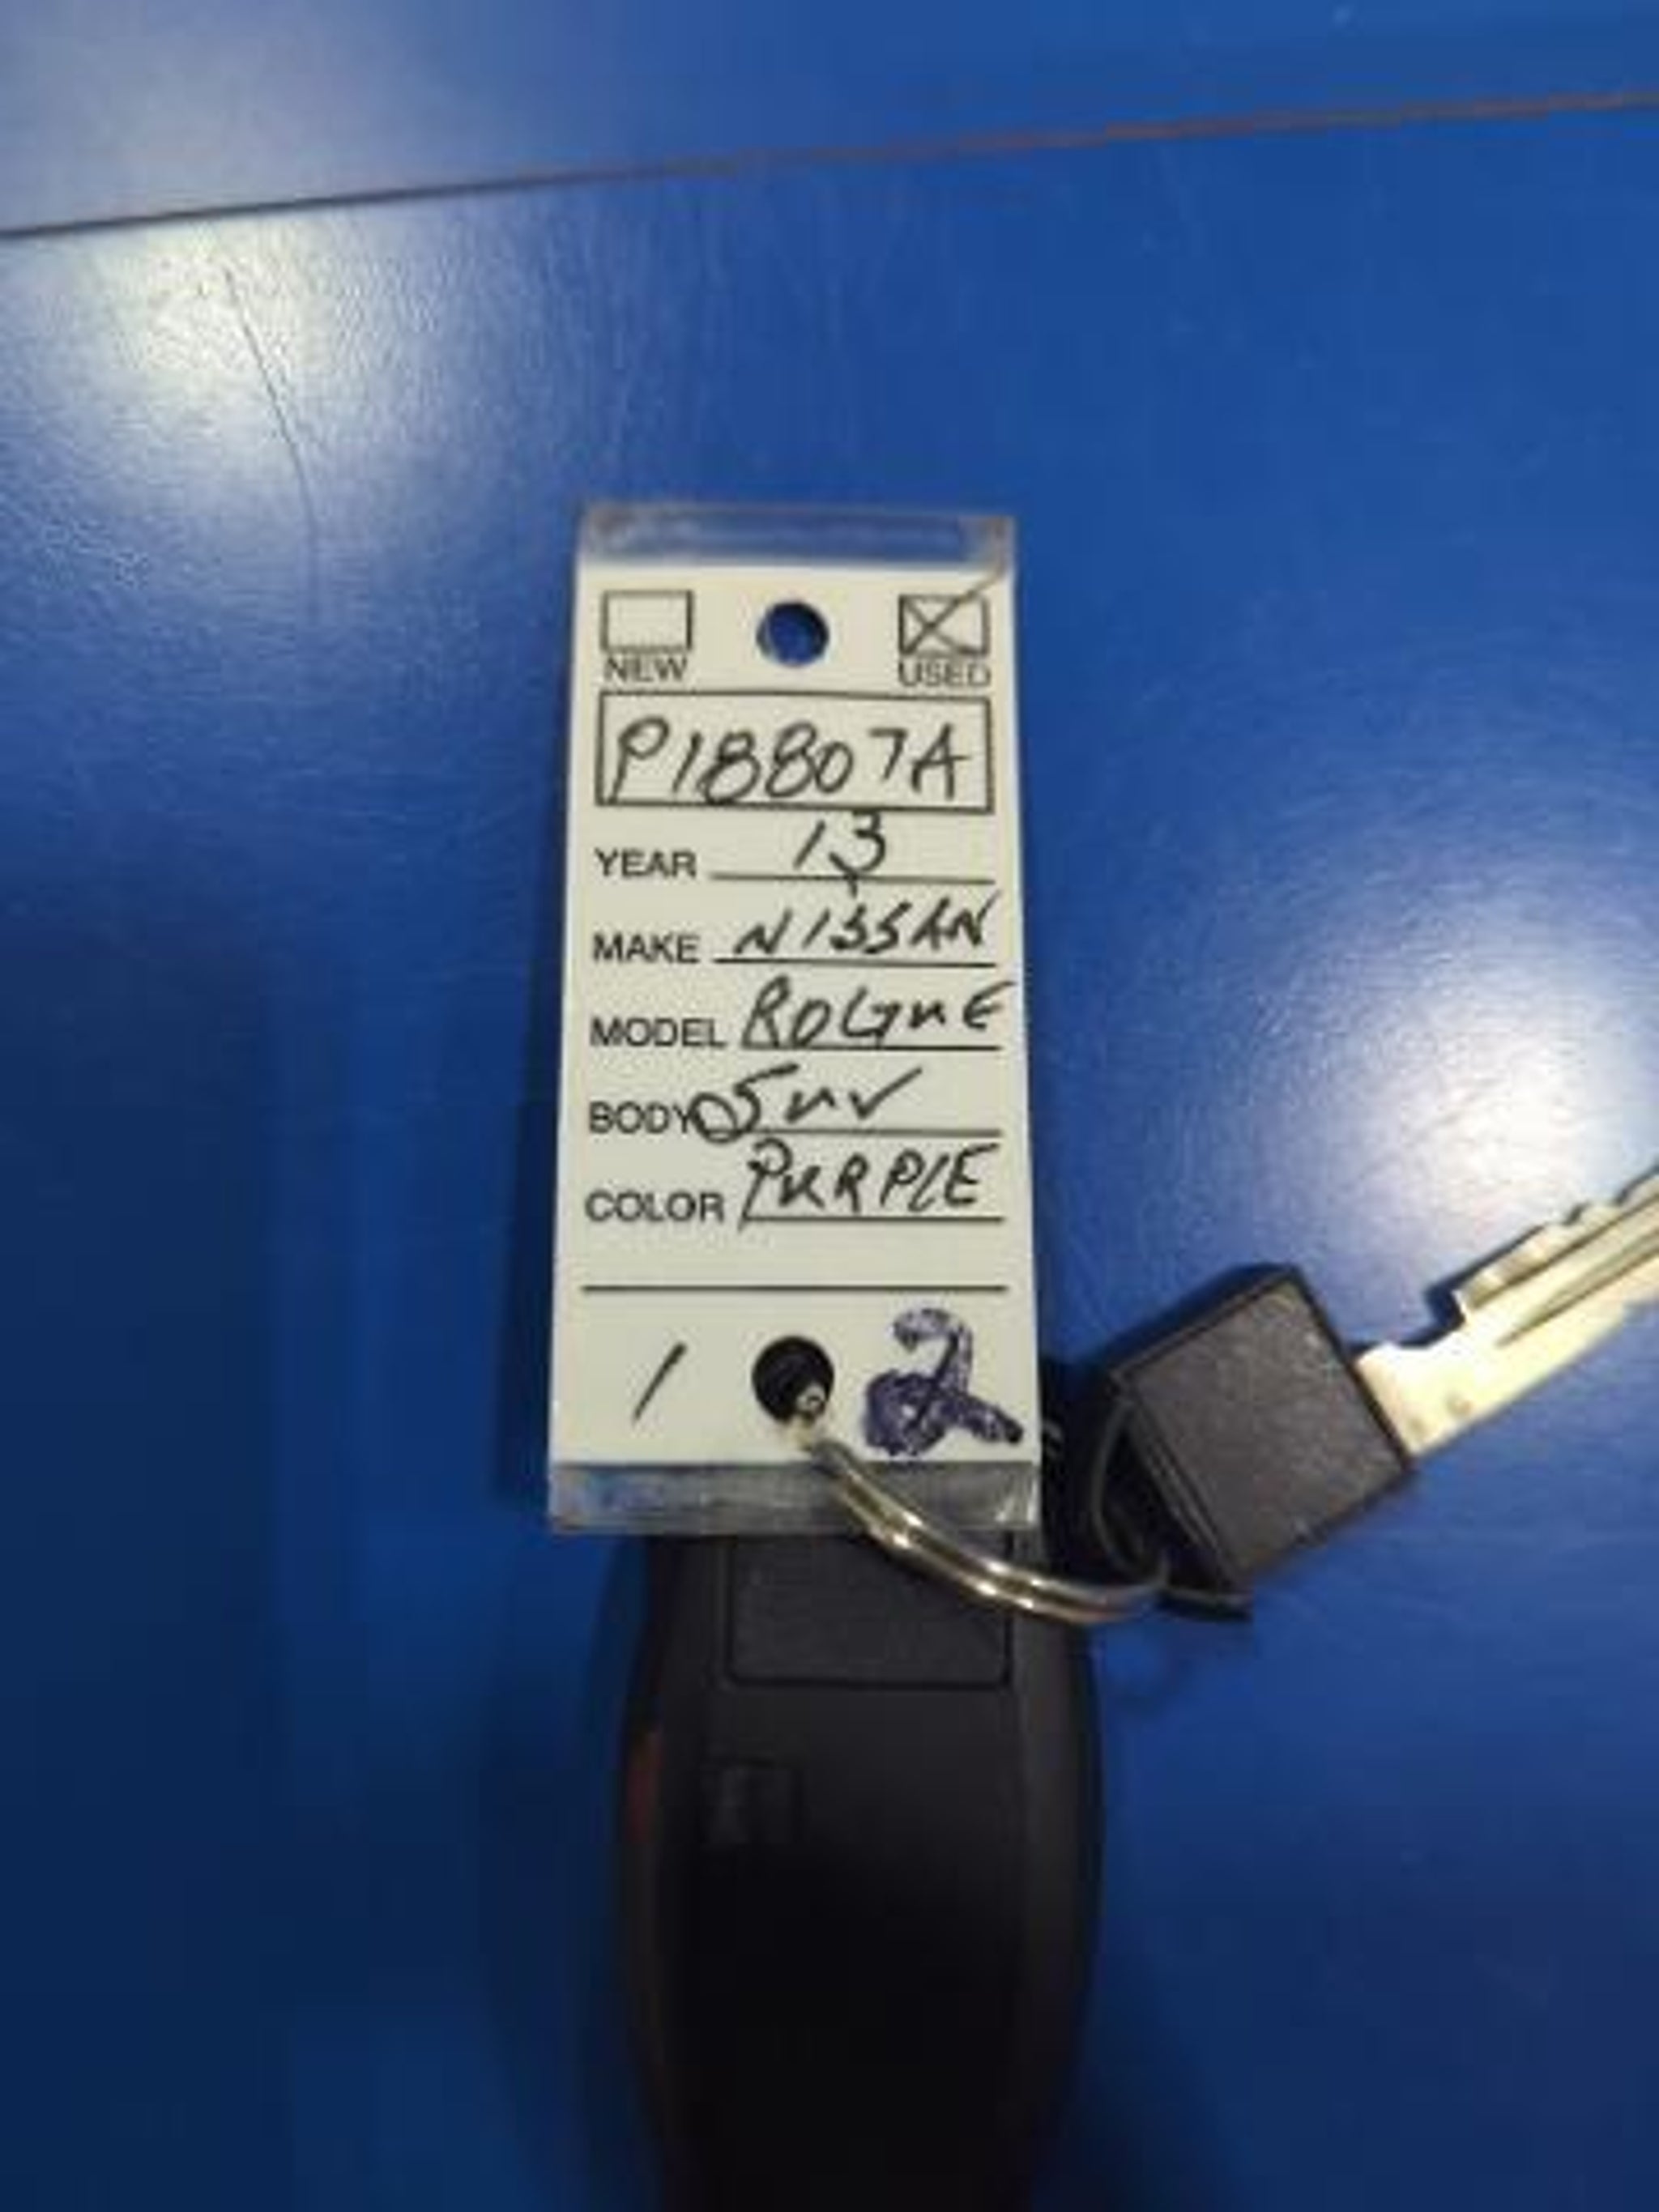 NEW USED
P18807A
YEAR 13
MAKE NISSAN
MODEL ROGUE
BODY SUV
COLOR PURPLE
1 2